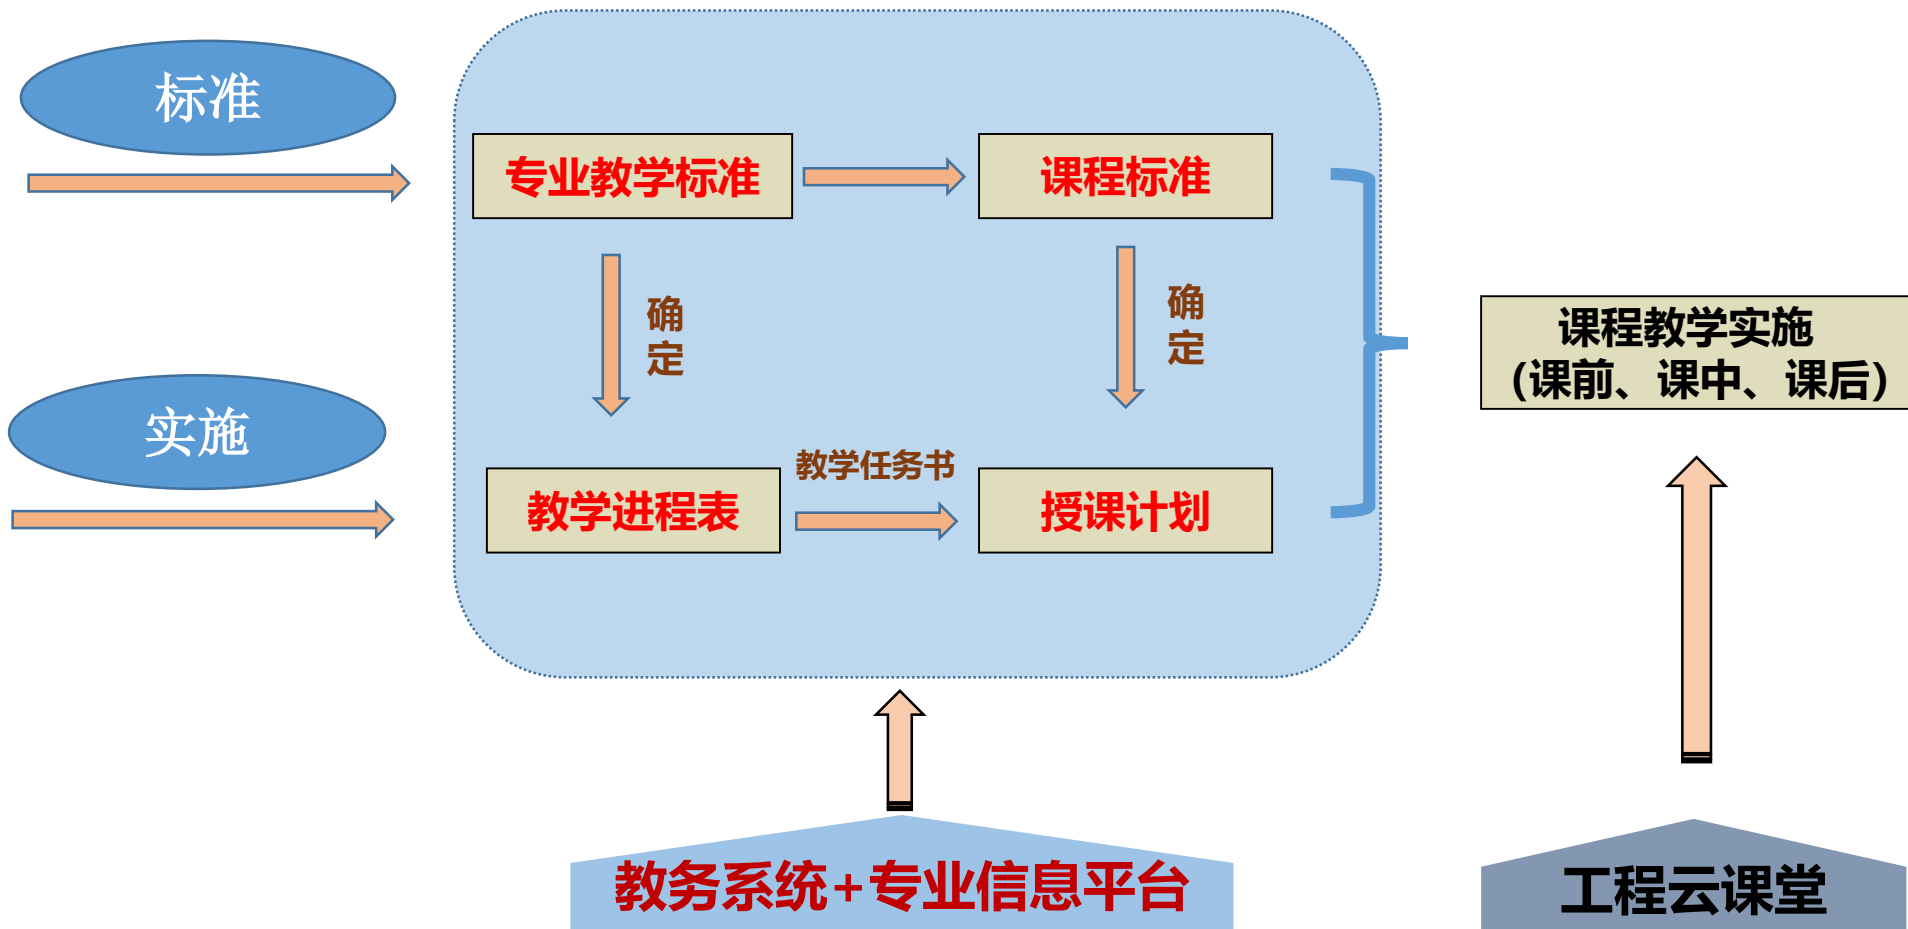 标准
专业教学标准
课程标准
确
定
确
定
课程教学实施
（课前、课中、课后）
实施
教学任务书
教学进程表
授课计划
教务系统+专业信息平台
工程云课堂